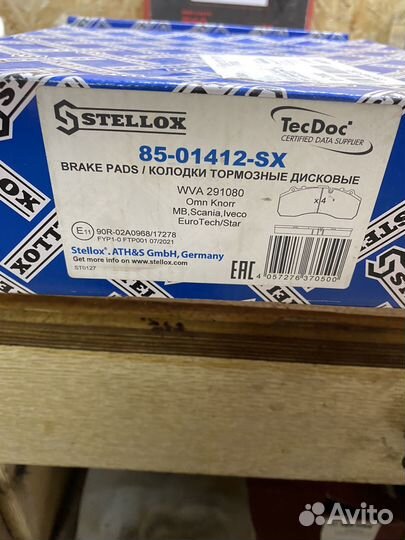 STELLOX
TecDoc
CERTIFIED DATA SUPPLIER
85-01412-SX
BRAKE PADS / КОЛОДКИ ТОРМОЗНЫЕ ДИСКОВЫЕ
WVA 291080
Omn Knorr
MB,Scania,Iveco
EuroTech/Star
x 4
E11 90R-02A0968/17278
FYP1-0 FTP001 07/2021
Stellox® ATH&S GmbH, Germany
Get more info on www.stellox.com
ST0127
EAC
4 057276 370500
STELLOX
Avito